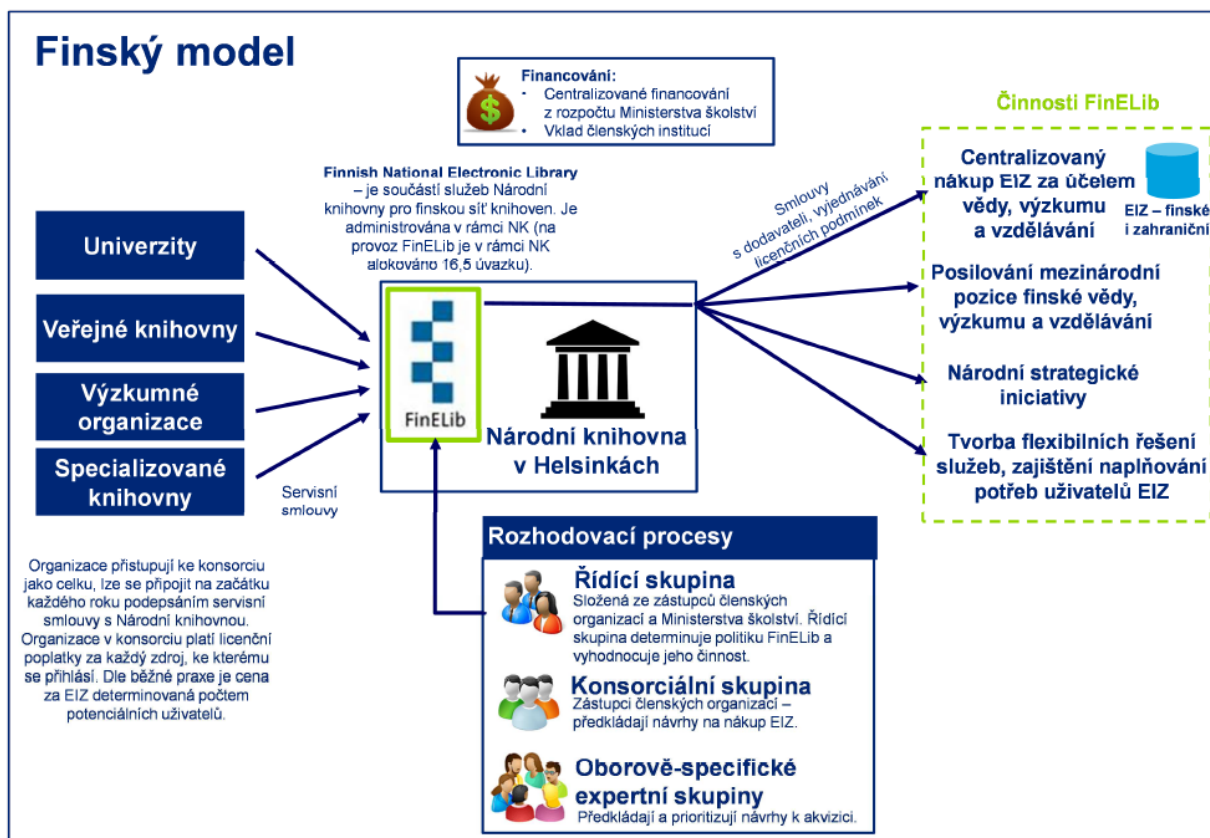 Finský model
Financování:
• Centralizované financování
z rozpočtu Ministerstva školství
• Vklad členských institucí
Finnish National Electronic Library
– je součástí služeb Národní
knihovny pro finskou síť knihoven. Je
administrována v rámci NK (na
provoz FinELib je v rámci NK
alokováno 16,5 úvazku).
Univerzity
Veřejné knihovny
Výzkumné
organizace
Specializované
knihovny
Servisní
smlouvy
Organizace přistupují ke konsorciu
jako celku, lze se připojit na začátku
každého roku podepsáním servisní
smlouvy s Národní knihovnou.
Organizace v konsorciu platí licenční
poplatky za každý zdroj, ke kterému
se přihlásí. Dle běžné praxe je cena
za EIZ determinovaná počtem
potenciálních uživatelů.
FinELib
Národní knihovna
v Helsinkách
Smlouvy
s dodavateli, vyjednávání
licenčních podmínek
Činnosti FinELib
Centralizovaný
nákup EIZ za účelem
vědy, výzkumu
a vzdělávání
EIZ – finské
i zahraniční
Posilování mezinárodní
pozice finské vědy,
výzkumu a vzdělávání
Národní strategické
iniciativy
Tvorba flexibilních řešení
služeb, zajištění naplňování
potřeb uživatelů EIZ
Rozhodovací procesy
Řídící skupina
Složená ze zástupců členských
organizací a Ministerstva školství. Řídící
skupina determinuje politiku FinELib a
vyhodnocuje jeho činnost.
Konsorciální skupina
Zástupci členských organizací –
předkládají návrhy na nákup EIZ.
Oborově-specifické
expertní skupiny
Předkládají a prioritizují návrhy k akvizici.